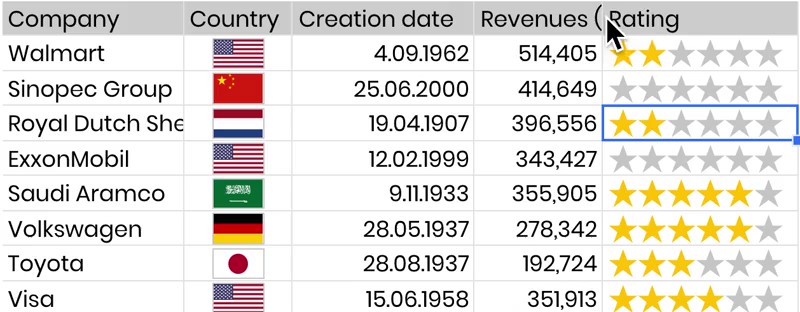 Company Country Creation date Revenues ( Rating
Walmart 4.09.1962 514,405
Sinopec Group 25.06.2000 414,649
Royal Dutch She 19.04.1907 396,556
ExxonMobil 12.02.1999 343,427
Saudi Aramco 9.11.1933 355,905
Volkswagen 28.05.1937 278,342
Toyota 28.08.1937 192,724
Visa 15.06.1958 351,913